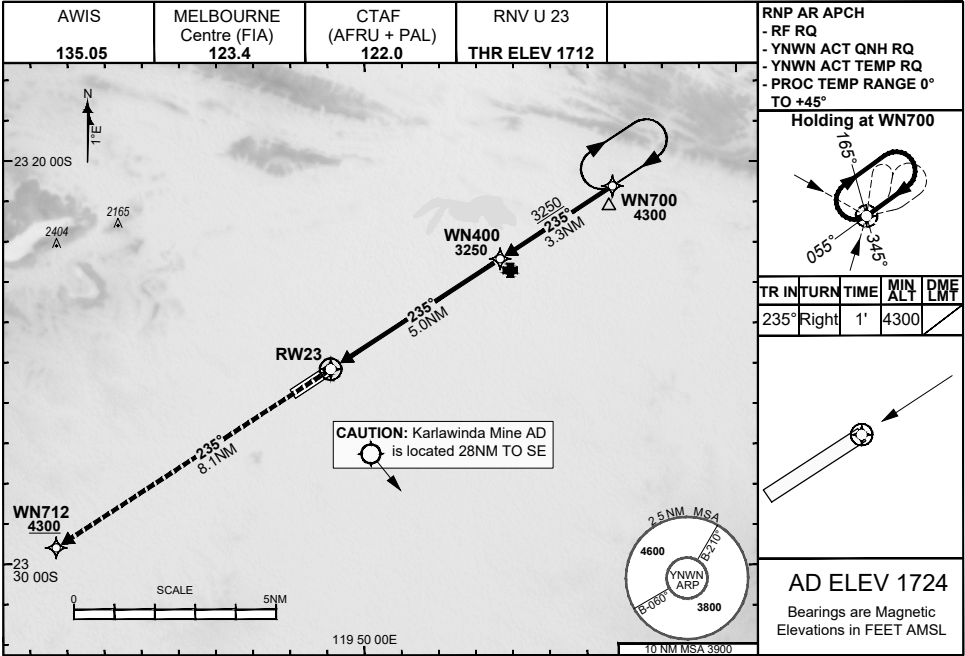 AWIS
135.05
MELBOURNE
Centre (FIA)
123.4
CTAF
(AFRU + PAL)
122.0
RNV U 23
THR ELEV 1712
RNP AR APCH
- RF RQ
- YNWN ACT QNH RQ
- YNWN ACT TEMP RQ
- PROC TEMP RANGE 0°
TO +45°
Holding at WN700
165°
055°
345°
TR IN TURN TIME MIN ALT DME LMT
235° Right 1' 4300
N
1°E
23 20 00S
2165
2404
WN700
4300
3250
235°
3.3NM
WN400
3250
235°
5.0NM
RW23
CAUTION: Karlawinda Mine AD
is located 28NM TO SE
235°
8.1NM
WN712
4300
23
30 00S
SCALE
0 5NM
119 50 00E
25 NM MSA
4600
B-210°
YNWN
ARP
B-060°
3800
10 NM MSA 3900
AD ELEV 1724
Bearings are Magnetic
Elevations in FEET AMSL